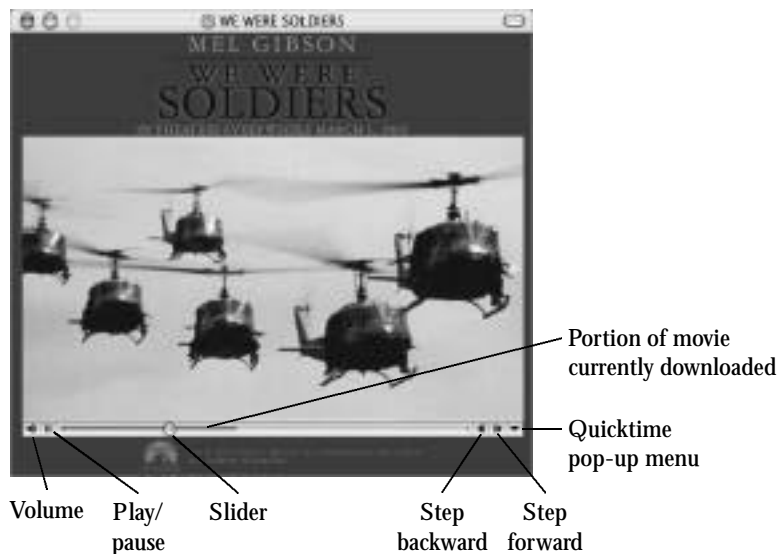 WE WERE SOLDIERS
MEL GIBSON
WE WERE
SOLDIERS
Portion of movie
currently downloaded
Quicktime
pop-up menu
Volume
Play/
pause
Slider
Step
backward
Step
forward